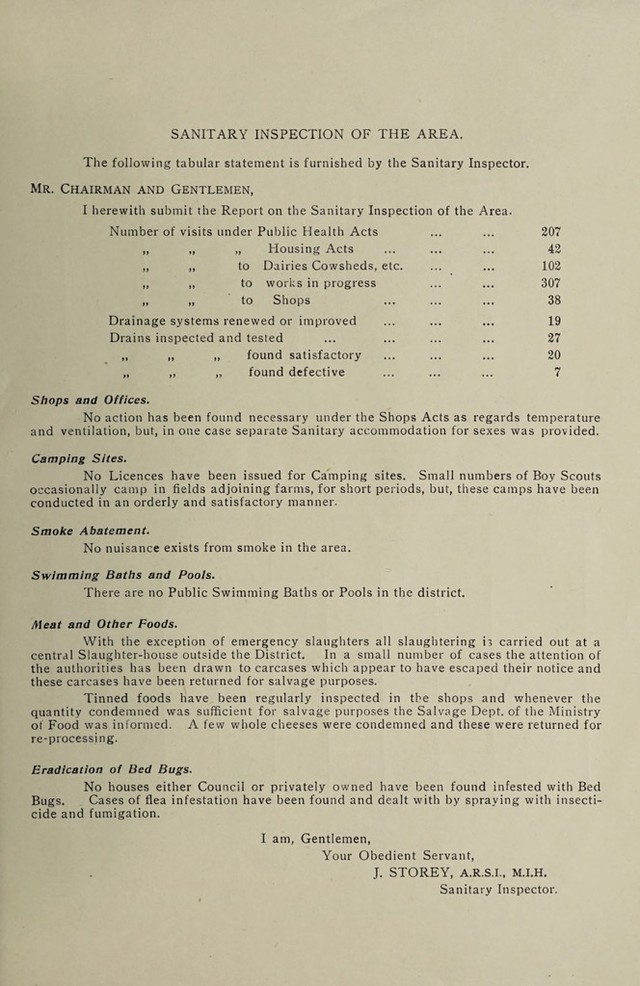 SANITARY INSPECTION OF THE AREA.
The following tabular statement is furnished by the Sanitary Inspector.
MR. CHAIRMAN AND GENTLEMEN,
I herewith submit the Report on the Sanitary Inspection of the Area.
Number of visits under Public Health Acts ... ... 207
„ „ „ Housing Acts ... ... ... 42
„ „ to Dairies Cowsheds, etc. ... ... 102
„ „ to works in progress ... ... 307
„ „ to Shops ... ... ... 38
Drainage systems renewed or improved ... ... ... 19
Drains inspected and tested ... ... ... ... 27
„ „ „ found satisfactory ... ... ... 20
„ „ „ found defective ... ... ... 7
Shops and Offices.
No action has been found necessary under the Shops Acts as regards temperature
and ventilation, but, in one case separate Sanitary accommodation for sexes was provided.
Camping Sites.
No Licences have been issued for Camping sites. Small numbers of Boy Scouts
occasionally camp in fields adjoining farms, for short periods, but, these camps have been
conducted in an orderly and satisfactory manner.
Smoke Abatement.
No nuisance exists from smoke in the area.
Swimming Baths and Pools.
There are no Public Swimming Baths or Pools in the district.
Meat and Other Foods.
With the exception of emergency slaughters all slaughtering is carried out at a
central Slaughter-house outside the District. In a small number of cases the attention of
the authorities has been drawn to carcases which appear to have escaped their notice and
these carcases have been returned for salvage purposes.
Tinned foods have been regularly inspected in the shops and whenever the
quantity condemned was sufficient for salvage purposes the Salvage Dept. of the Ministry
of Food was informed. A few whole cheeses were condemned and these were returned for
re-processing.
Eradication of Bed Bugs.
No houses either Council or privately owned have been found infested with Bed
Bugs. Cases of flea infestation have been found and dealt with by spraying with insecti-
cide and fumigation.
I am, Gentlemen,
Your Obedient Servant,
J. STOREY, A.R.S.I., M.I.H.
Sanitary Inspector.